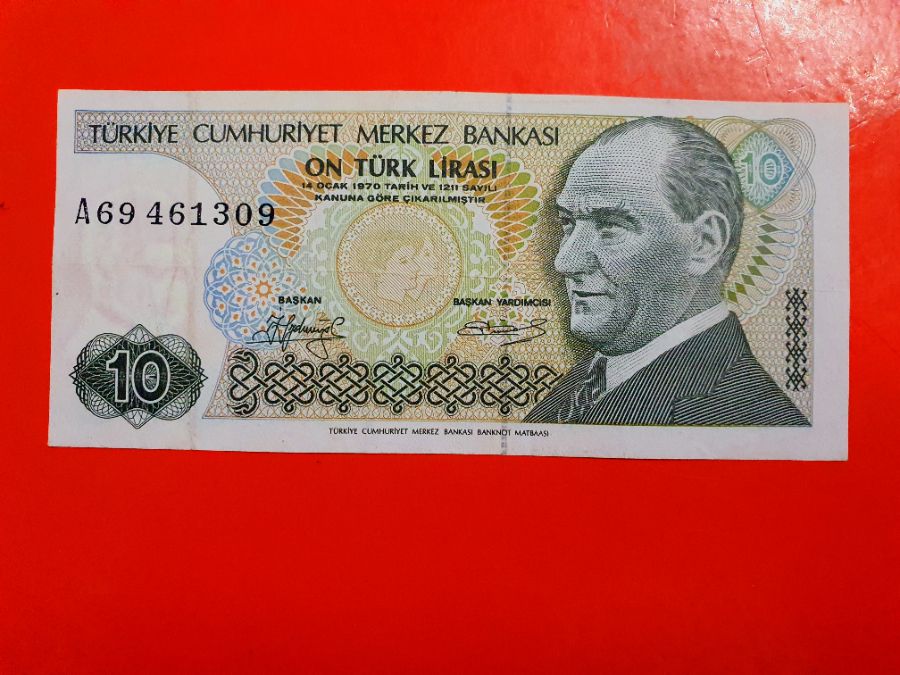 TÜRKİYE CUMHURİYET MERKEZ BANKASI
ON TÜRK LİRASI
14 OCAK 1970 TARİH VE 1211 SAYILI
KANUNA GÖRE ÇIKARILMIŞTIR
10
A69 461309
BAŞKAN
BAŞKAN YARDIMCISI
10
TÜRKİYE CUMHURİYET MERKEZ BANKASI BANKNOT MATBAASI